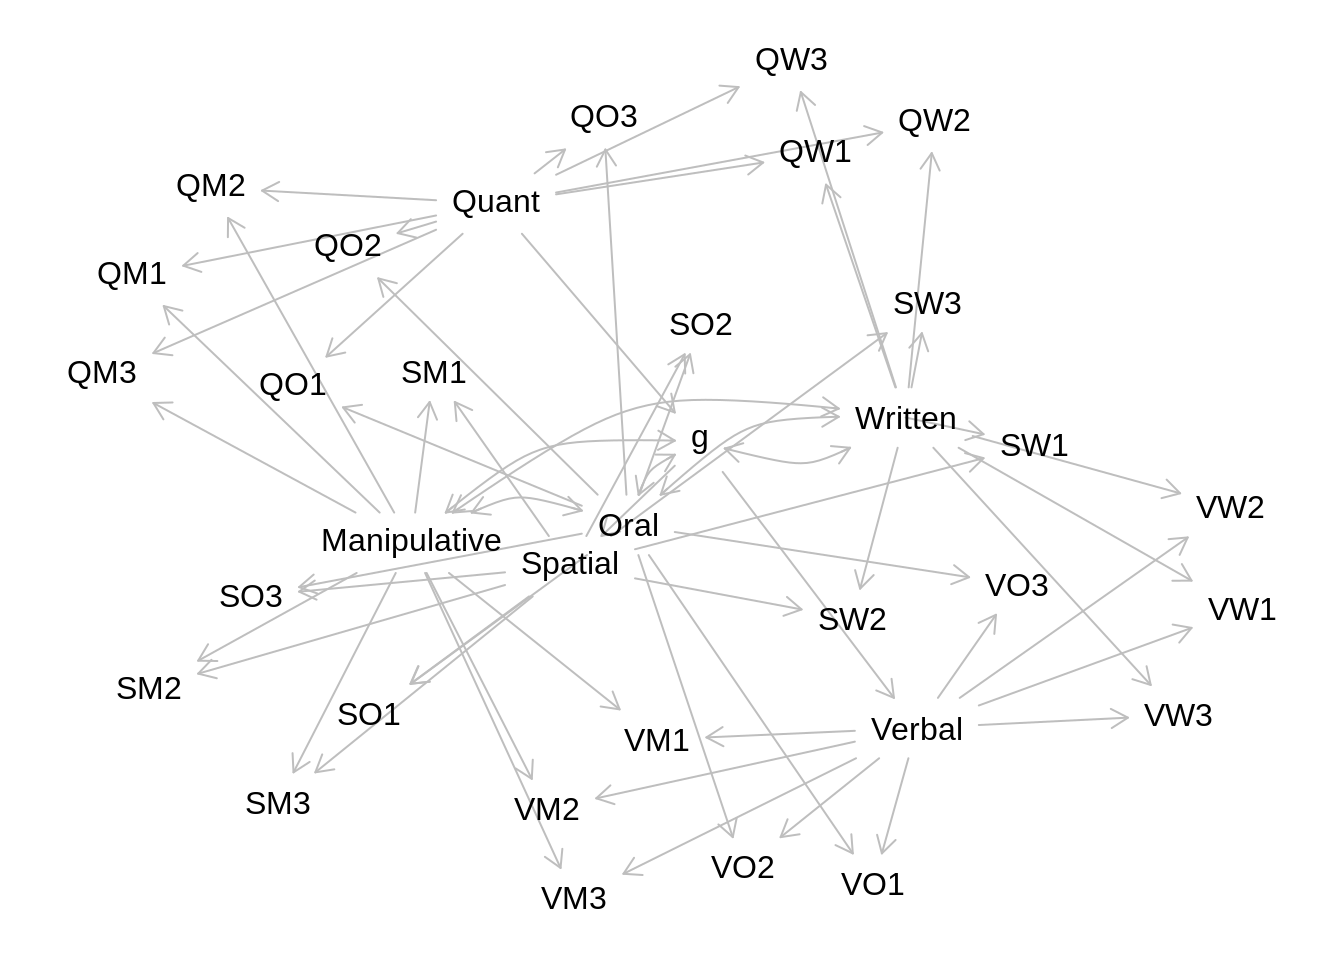 QW3
QO3
QW2
QW1
QM2
Quant
QO2
QM1
SW3
SO2
QM3
SM1
QO1
Written
g
SW1
VW2
Oral
Manipulative
Spatial
VO3
SO3
VW1
SW2
SM2
SO1
VW3
Verbal
VM1
SM3
VM2
VO2
VO1
VM3